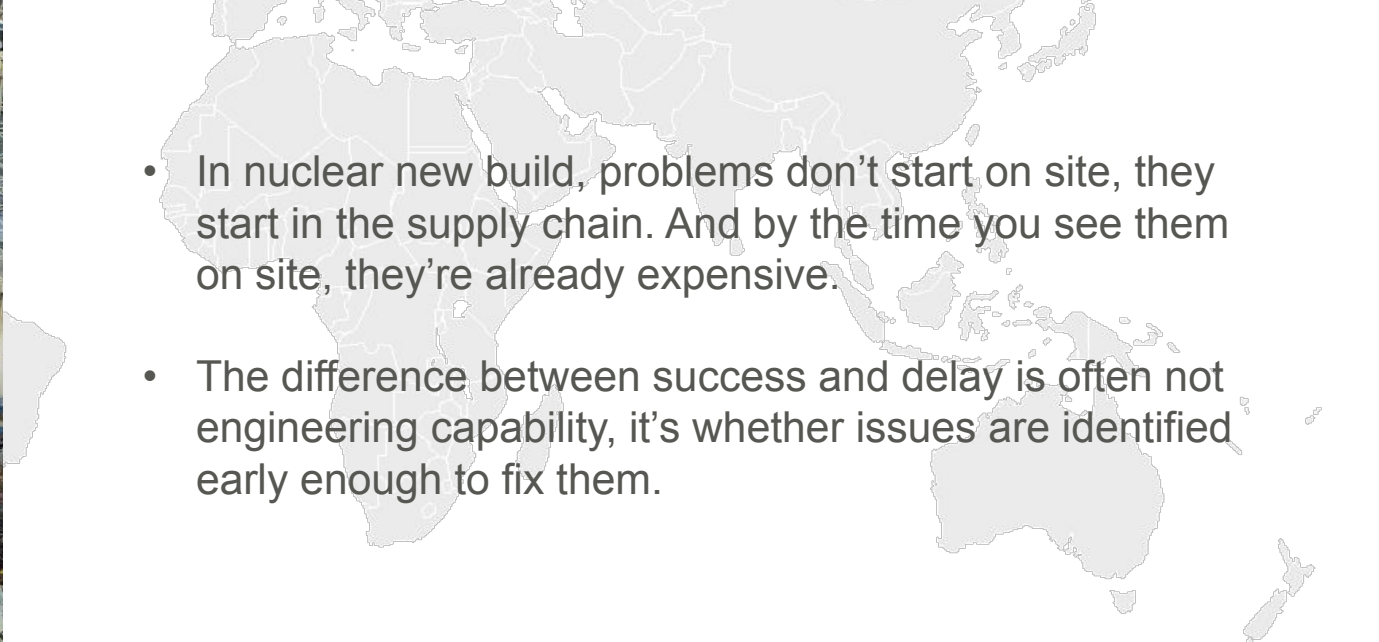 • In nuclear new build, problems don’t start on site, they
start in the supply chain. And by the time you see them
on site, they’re already expensive.
• The difference between success and delay is often not
engineering capability, it’s whether issues are identified
early enough to fix them.